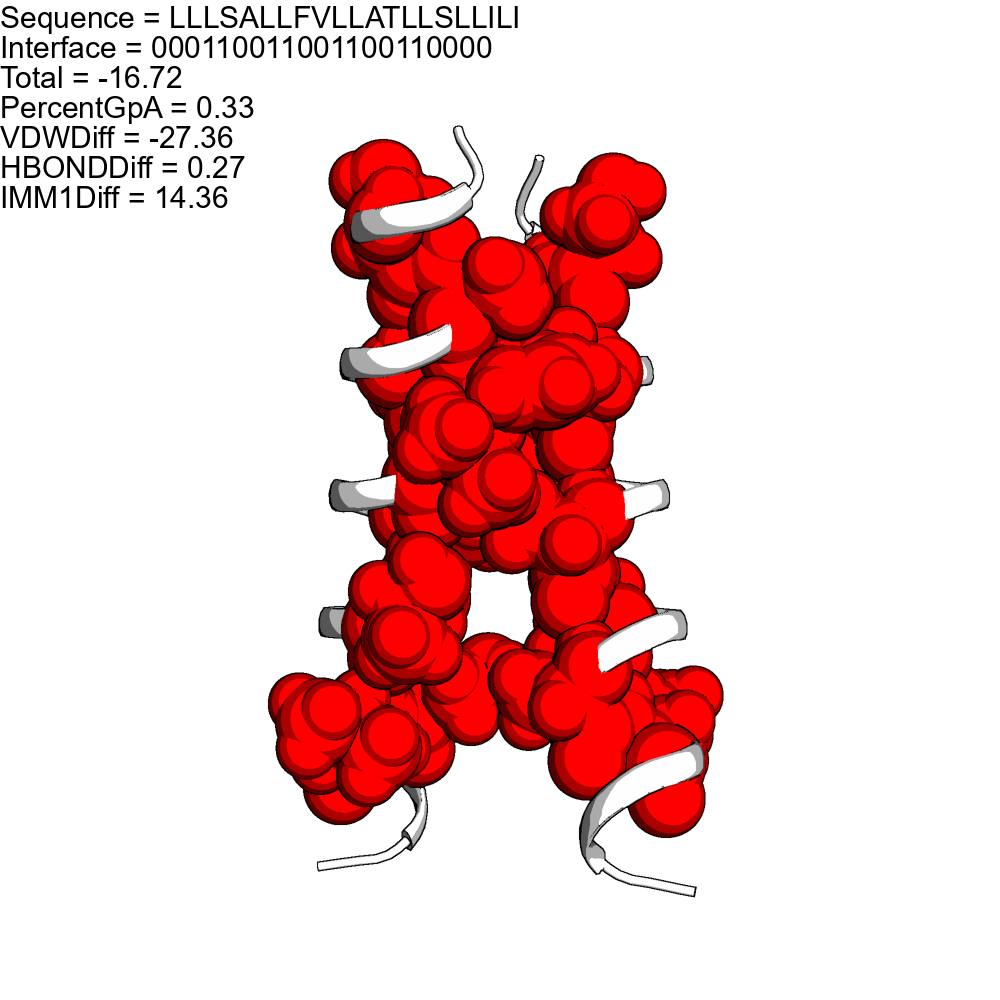 Sequence = LLLSALLFVLLATLLSLLILI
Interface = 000110011001100110000
Total = -16.72
PercentGpA = 0.33
VDWDiff = -27.36
HBONDDiff = 0.27
IMM1Diff = 14.36